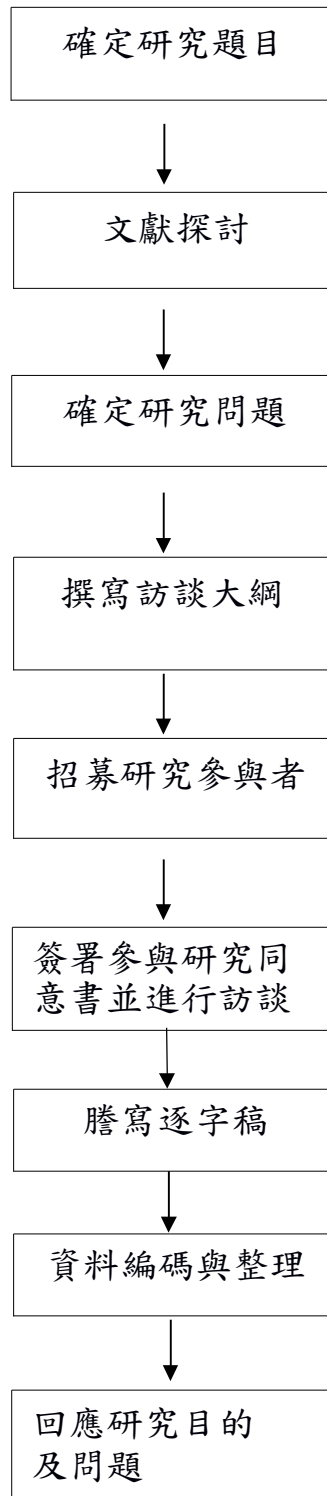 確定研究題目
文獻探討
確定研究問題
撰寫訪談大綱
招募研究參與者
簽署參與研究同
意書並進行訪談
謄寫逐字稿
資料編碼與整理
回應研究目的
及問題